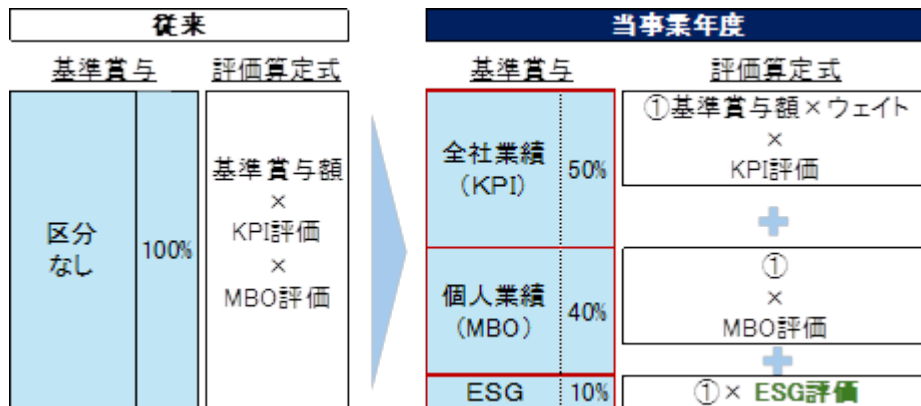 従来
基準賞与
評価算定式
区分
なし
100%
基準賞与額
×
KPI評価
×
MBO評価
当事業年度
基準賞与
評価算定式
全社業績
(KPI)
50%
①基準賞与額×ウェイト
×
KPI評価
+
個人業績
(MBO)
40%
①
×
MBO評価
+
ESG
10%
①× ESG評価